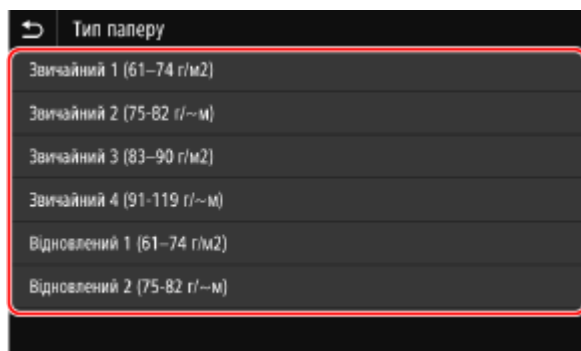 Тип паперу
Звичайний 1 (61–74 г/м2)
Звичайний 2 (75-82 г/~м)
Звичайний 3 (83–90 г/м2)
Звичайний 4 (91-119 г/~м)
Відновлений 1 (61–74 г/м2)
Відновлений 2 (75-82 г/~м)